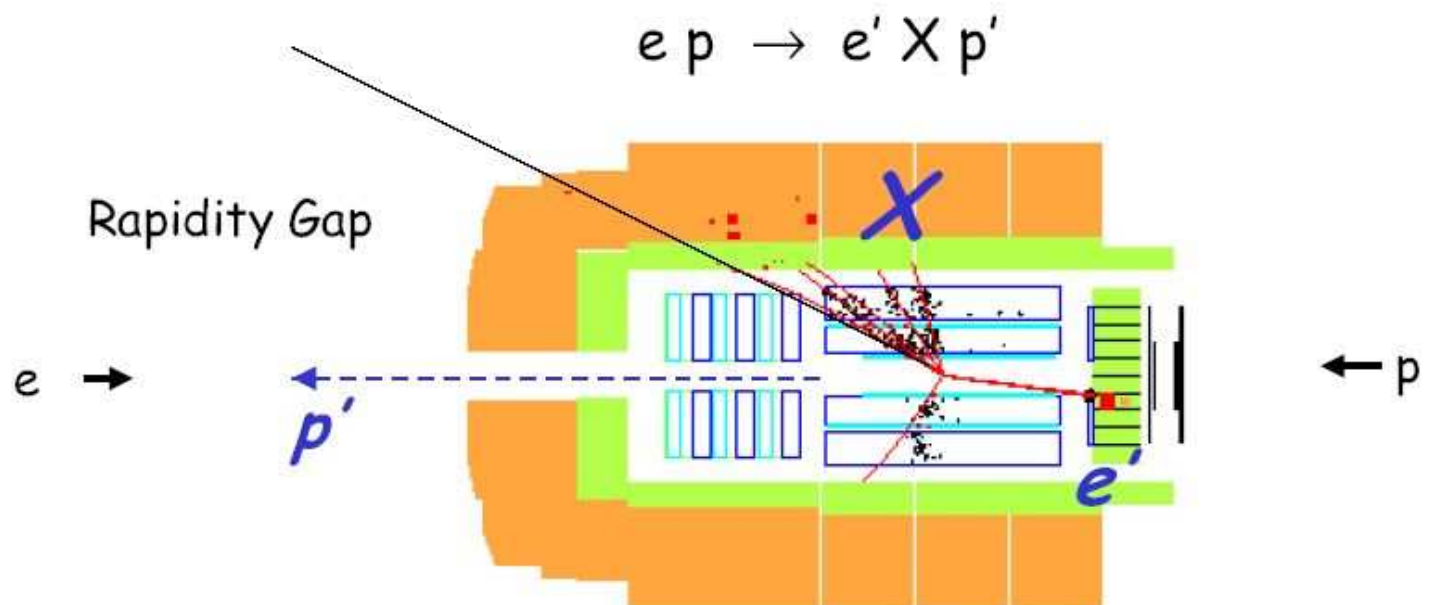 e p → e′ X p′
X
Rapidity Gap
e → ← p
p′
e′